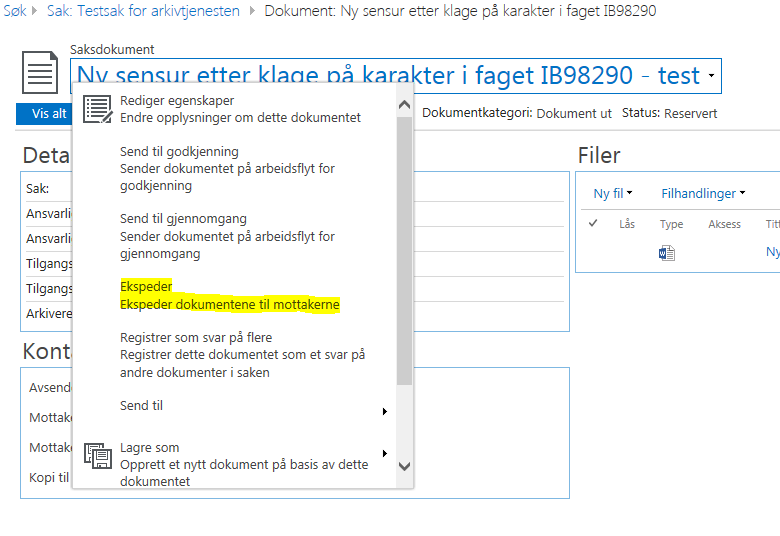 Søk ▸ Sak: Testsak for arkivtjenesten ▸ Dokument: Ny sensur etter klage på karakter i faget IB98290
Saksdokument
Ny sensur etter klage på karakter i faget IB98290 - test
Vis alt
Dokumentkategori: Dokument ut Status: Reservert
Rediger egenskaper
Endre opplysninger om dette dokumentet
Send til godkjenning
Sender dokumentet på arbeidsflyt for
godkjenning
Send til gjennomgang
Sender dokumentet på arbeidsflyt for
gjennomgang
Ekspeder
Ekspeder dokumentene til mottakerne
Registrer som svar på flere
Registrer dette dokumentet som et svar på
andre dokumenter i saken
Send til
Lagre som
Opprett et nytt dokument på basis av dette
dokumentet
Deta
Sak:
Ansvarli
Ansvarli
Tilgangs
Tilgangs
Arkivere
Kont
Avsende
Mottake
Mottake
Kopi til
Filer
Ny fil Filhandlinger
Lås Type Aksess Titt
Ny